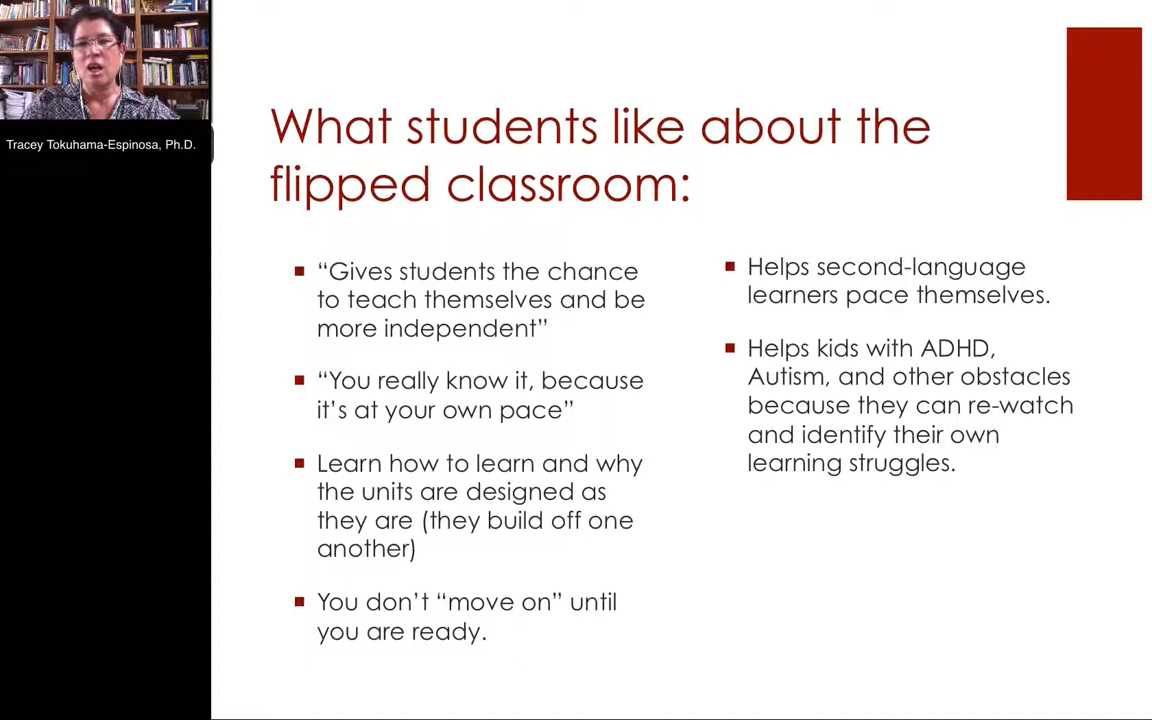 Tracey Tokuhama-Espinosa, Ph.D.
What students like about the
flipped classroom:
“Gives students the chance
to teach themselves and be
more independent”
“You really know it, because
it’s at your own pace”
Learn how to learn and why
the units are designed as
they are (they build off one
another)
You don’t “move on” until
you are ready.
Helps second-language
learners pace themselves.
Helps kids with ADHD,
Autism, and other obstacles
because they can re-watch
and identify their own
learning struggles.